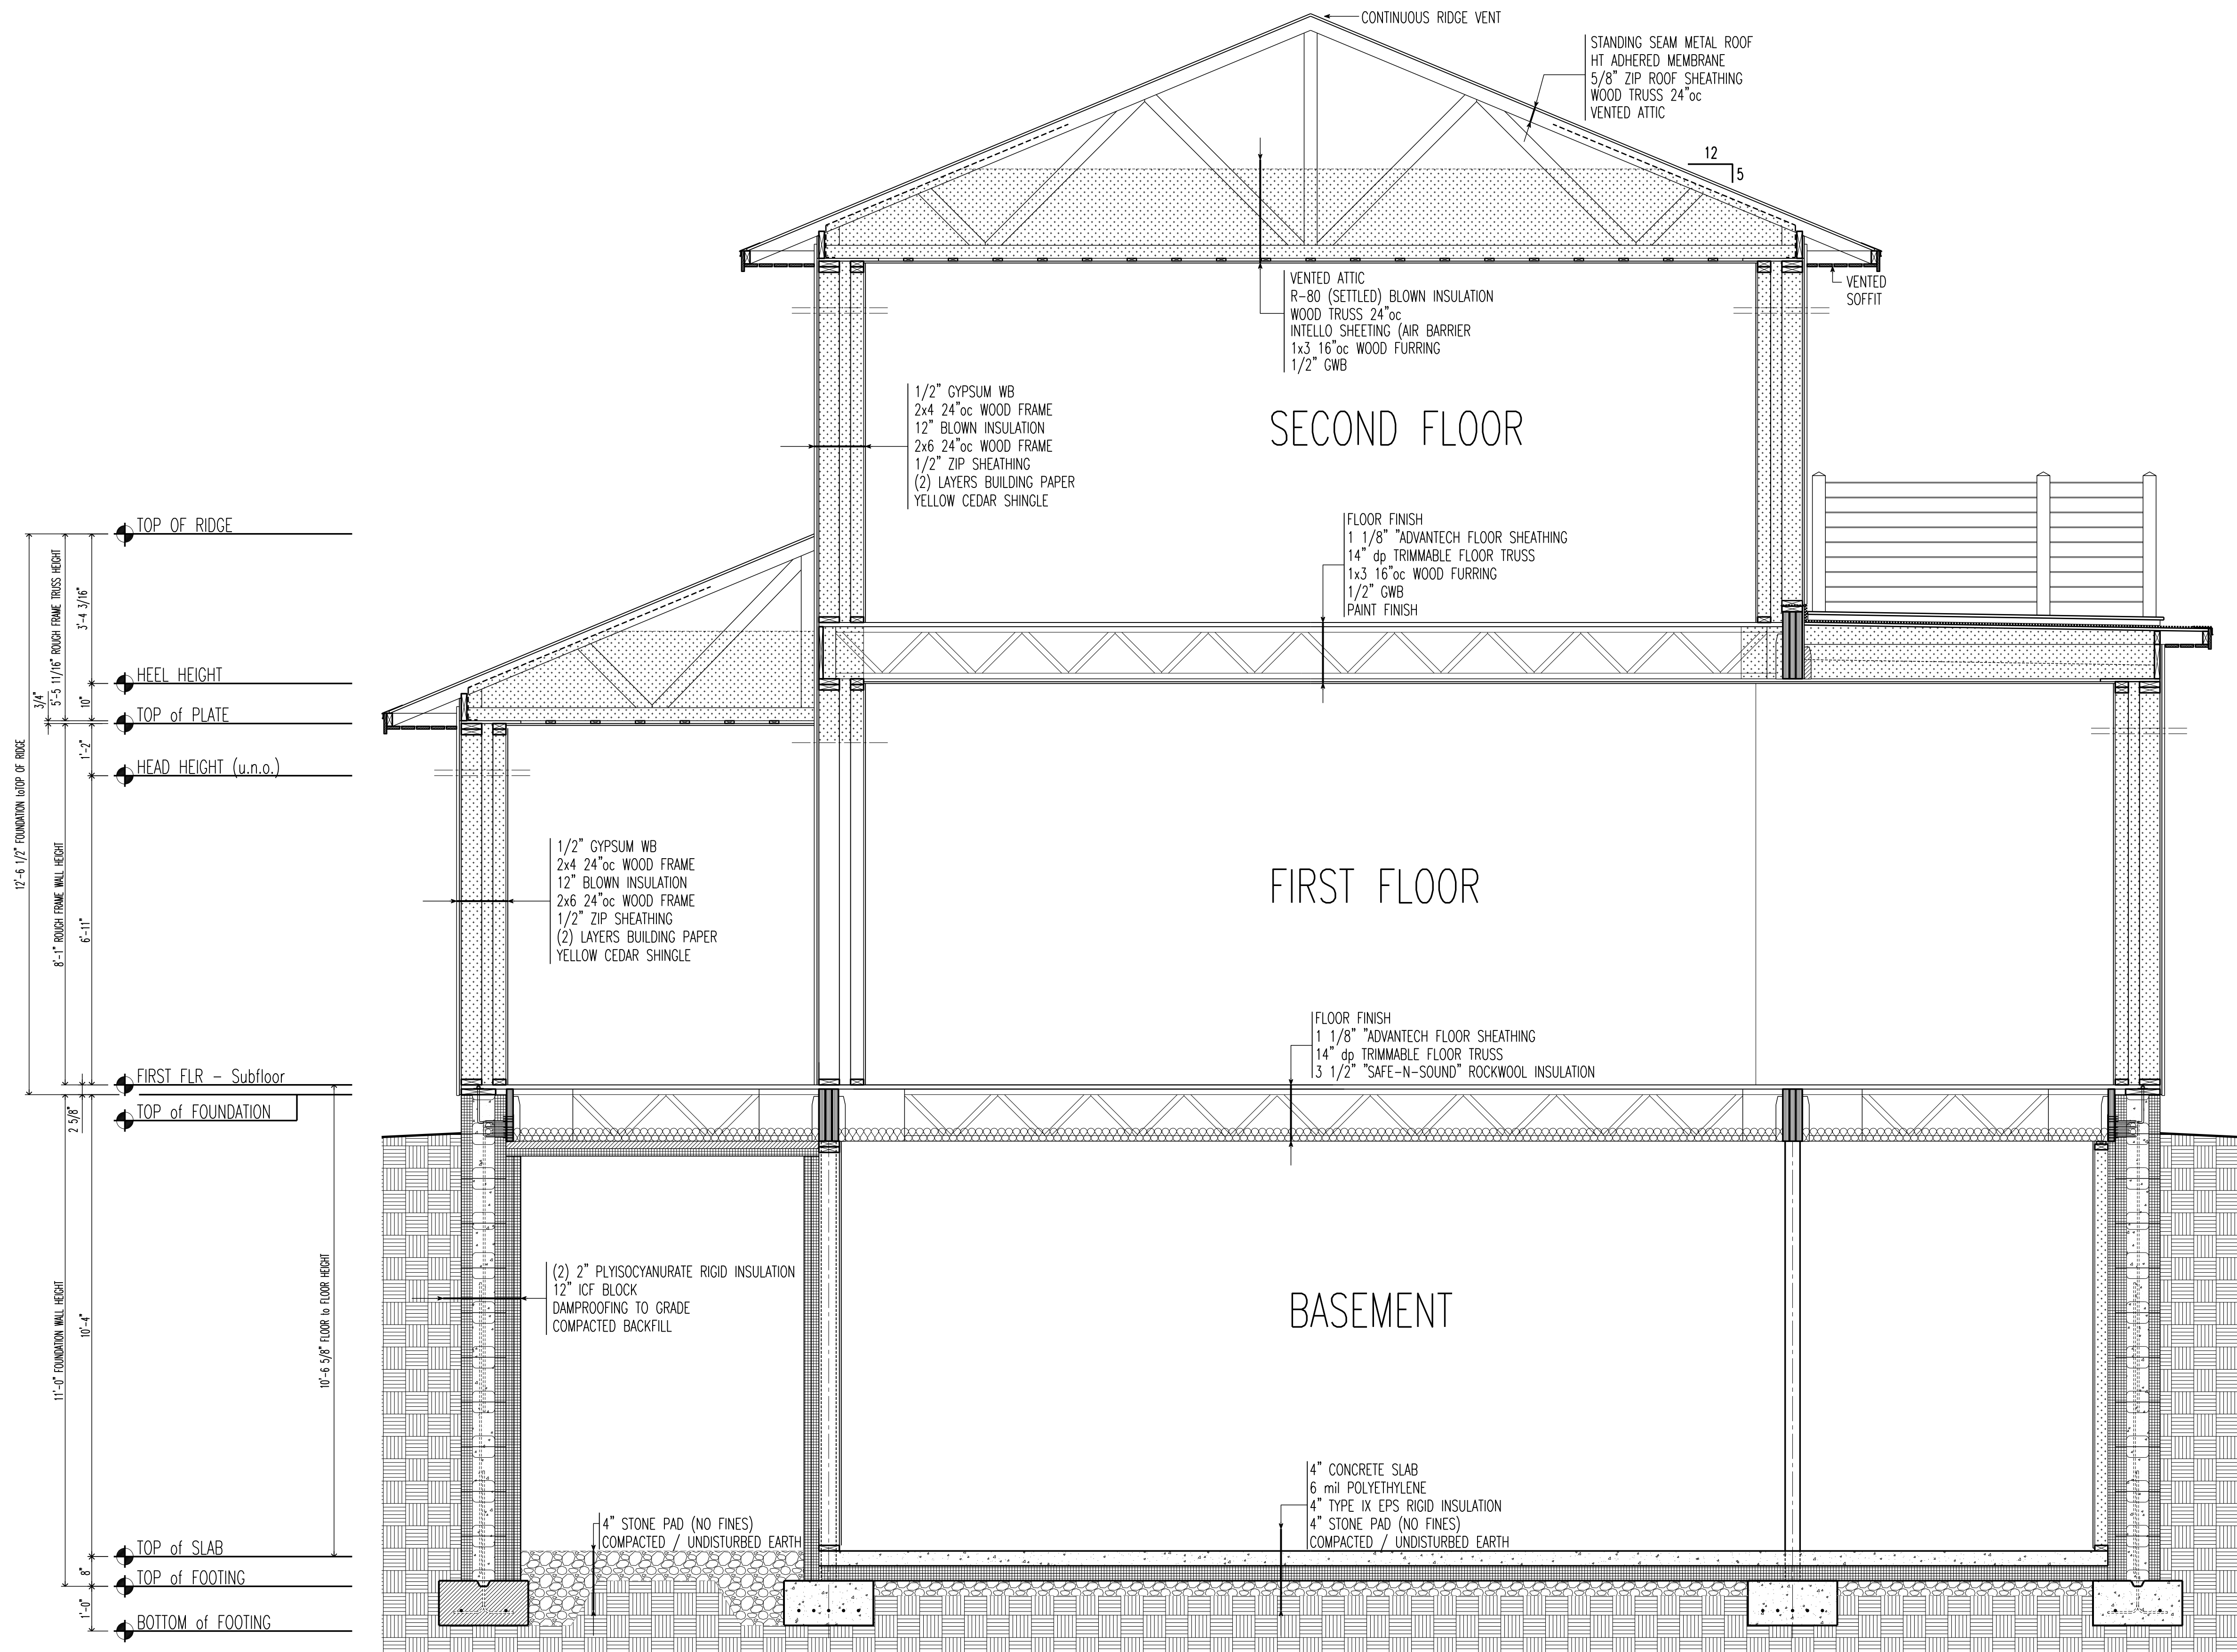 CONTINUOUS RIDGE VENT
STANDING SEAM METAL ROOF
HT ADHERED MEMBRANE
5/8" ZIP ROOF SHEATHING
WOOD TRUSS 24"oc
VENTED ATTIC
12
5
VENTED
SOFFIT
VENTED ATTIC
R-80 (SETTLED) BLOWN INSULATION
WOOD TRUSS 24"oc
INTELLO SHEETING (AIR BARRIER
1x3 16"oc WOOD FURRING
1/2" GWB
1/2" GYPSUM WB
2x4 24"oc WOOD FRAME
12" BLOWN INSULATION
2x6 24"oc WOOD FRAME
1/2" ZIP SHEATHING
(2) LAYERS BUILDING PAPER
YELLOW CEDAR SHINGLE
SECOND FLOOR
FLOOR FINISH
1 1/8" "ADVANTECH FLOOR SHEATHING
14" dp TRIMMABLE FLOOR TRUSS
1x3 16"oc WOOD FURRING
1/2" GWB
PAINT FINISH
TOP OF RIDGE
HEEL HEIGHT
TOP of PLATE
HEAD HEIGHT (u.n.o.)
FIRST FLR - Subfloor
TOP of FOUNDATION
TOP of SLAB
TOP of FOOTING
BOTTOM of FOOTING
12'-6 1/2" FOUNDATION toTOP OF RIDGE
3/4"
5'-5 11/16" ROUGH FRAME TRUSS HEIGHT
3'-4 3/16"
10"
1'-2"
8'-1" ROUGH FRAME WALL HEIGHT
6'-11"
2 5/8"
11'-0" FOUNDATION WALL HEIGHT
10'-4"
10'-6 5/8" FLOOR to FLOOR HEIGHT
8"
1'-0"
1/2" GYPSUM WB
2x4 24"oc WOOD FRAME
12" BLOWN INSULATION
2x6 24"oc WOOD FRAME
1/2" ZIP SHEATHING
(2) LAYERS BUILDING PAPER
YELLOW CEDAR SHINGLE
FIRST FLOOR
FLOOR FINISH
1 1/8" "ADVANTECH FLOOR SHEATHING
14" dp TRIMMABLE FLOOR TRUSS
3 1/2" "SAFE-N-SOUND" ROCKWOOL INSULATION
(2) 2" PLYISOCYANURATE RIGID INSULATION
12" ICF BLOCK
DAMPROOFING TO GRADE
COMPACTED BACKFILL
BASEMENT
4" STONE PAD (NO FINES)
COMPACTED / UNDISTURBED EARTH
4" CONCRETE SLAB
6 mil POLYETHYLENE
4" TYPE IX EPS RIGID INSULATION
4" STONE PAD (NO FINES)
COMPACTED / UNDISTURBED EARTH